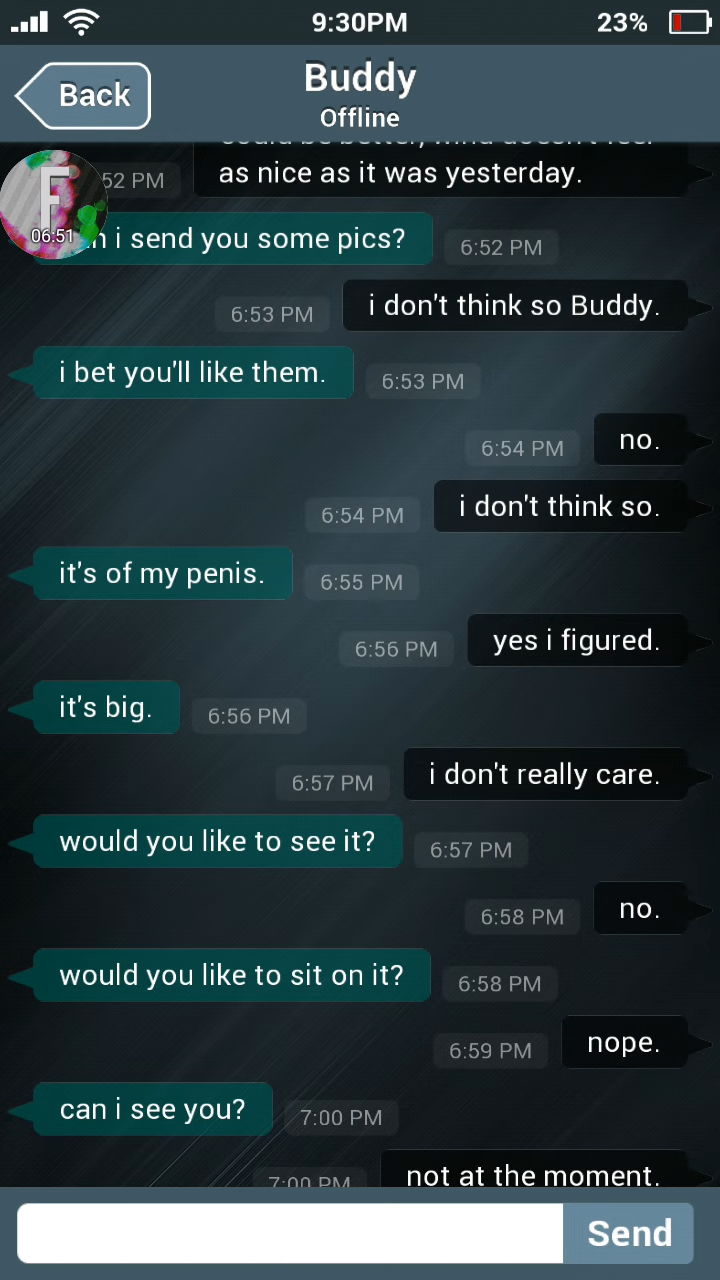 9:30PM
23%
Back
Buddy
Offline
as nice as it was yesterday.
52 PM
F
06:51
i send you some pics?
6:52 PM
i don't think so Buddy.
6:53 PM
i bet you'll like them.
6:53 PM
no.
6:54 PM
i don't think so.
6:54 PM
it's of my penis.
6:55 PM
yes i figured.
6:56 PM
it's big.
6:56 PM
i don't really care.
6:57 PM
would you like to see it?
6:57 PM
no.
6:58 PM
would you like to sit on it?
6:58 PM
nope.
6:59 PM
can i see you?
7:00 PM
not at the moment.
7:00 PM
Send